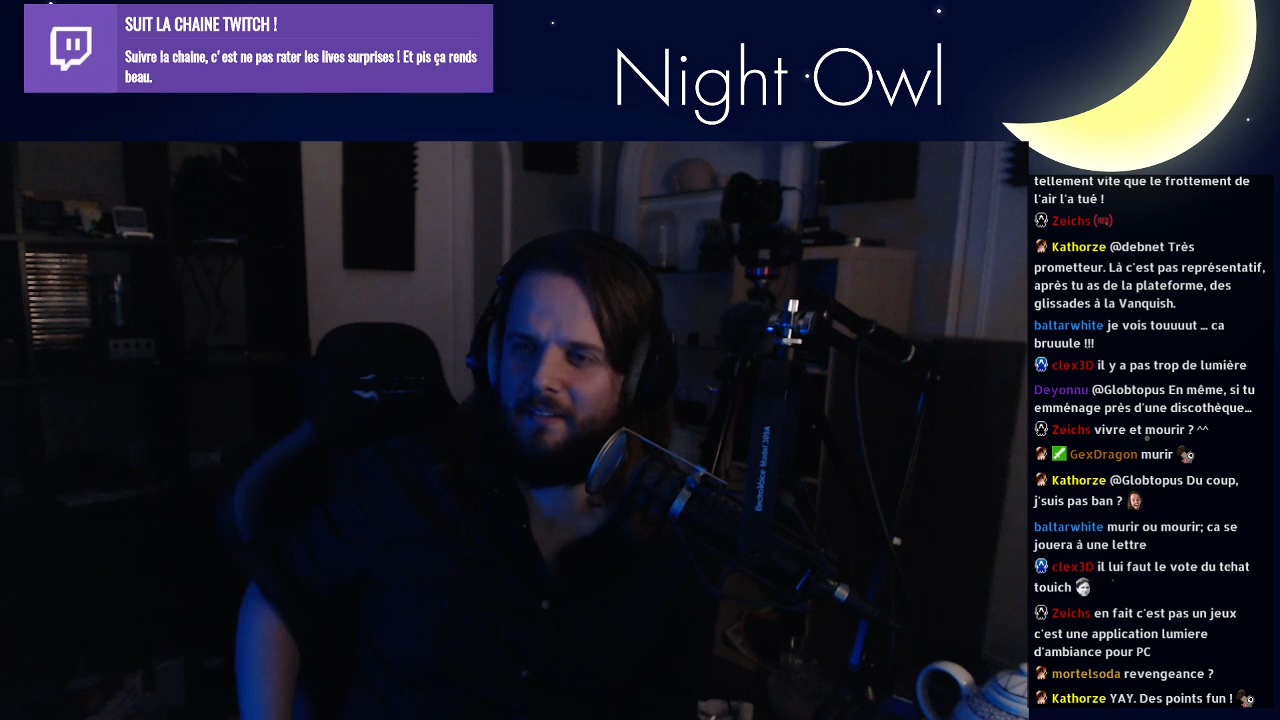 SUIT LA CHAINE TWITCH !
Suivre la chaine, c'est ne pas rater les lives surprises ! Et pis ça rends
beau.
Night Owl
tellement vite que le frottement de
l'air l'a tué !
Zeichs
Kathorze @debnet Très
prometteur. Là c'est pas représentatif,
après tu as de la plateforme, des
glissades à la Vanquish.
baltarwhite je vois touuuut ... ca
bruuule !!!
clex3D il y a pas trop de lumière
Deyonnu @Globtopus En même, si tu
emménage près d'une discothèque...
Zeichs vivre et mourir ? ^^
GexDragon murir
Kathorze @Globtopus Du coup,
j'suis pas ban ?
baltarwhite murir ou mourir; ca se
jouera à une lettre
clex3D il lui faut le vote du tchat
touich
Zeichs en fait c'est pas un jeux
c'est une application lumiere
d'ambiance pour PC
mortelsoda revengeance ?
Kathorze YAY. Des points fun !
ElectroVoice Model 309A